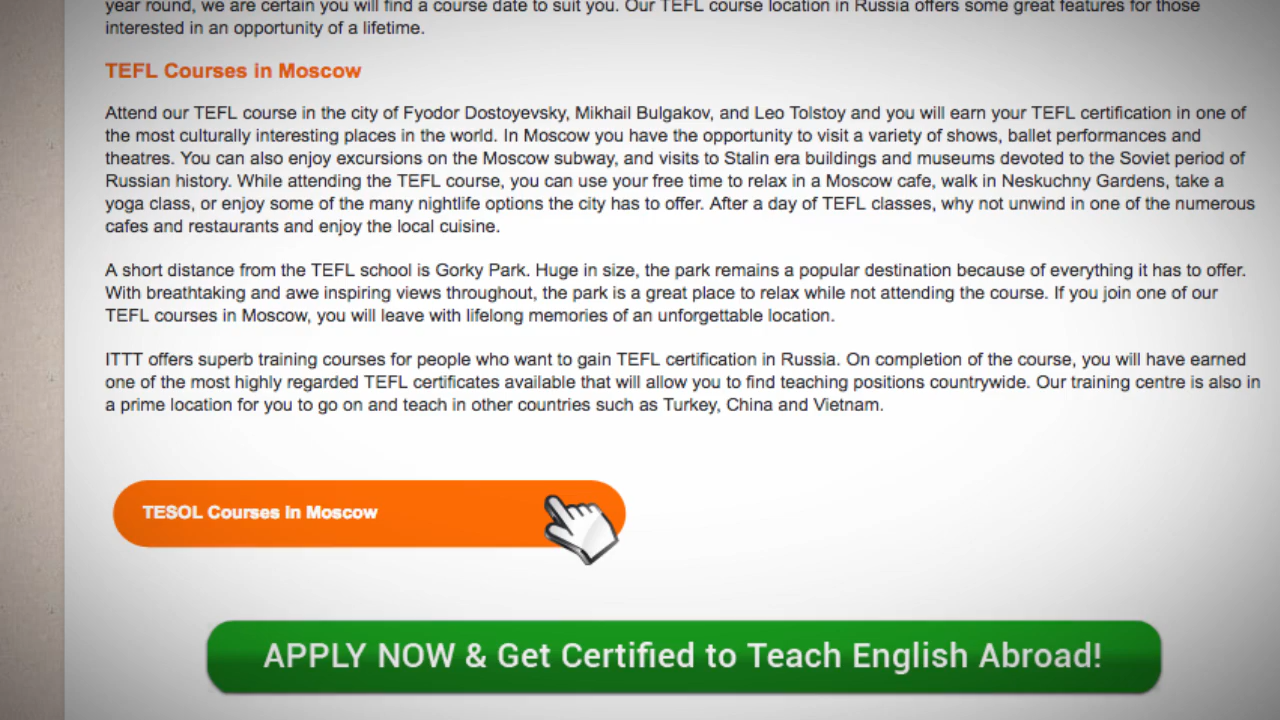 year round, we are certain you will find a course date to suit you. Our TEFL course location in Russia offers some great features for those
interested in an opportunity of a lifetime.
TEFL Courses in Moscow
Attend our TEFL course in the city of Fyodor Dostoyevsky, Mikhail Bulgakov, and Leo Tolstoy and you will earn your TEFL certification in one of
the most culturally interesting places in the world. In Moscow you have the opportunity to visit a variety of shows, ballet performances and
theatres. You can also enjoy excursions on the Moscow subway, and visits to Stalin era buildings and museums devoted to the Soviet period of
Russian history. While attending the TEFL course, you can use your free time to relax in a Moscow cafe, walk in Neskuchny Gardens, take a
yoga class, or enjoy some of the many nightlife options the city has to offer. After a day of TEFL classes, why not unwind in one of the numerous
cafes and restaurants and enjoy the local cuisine.
A short distance from the TEFL school is Gorky Park. Huge in size, the park remains a popular destination because of everything it has to offer.
With breathtaking and awe inspiring views throughout, the park is a great place to relax while not attending the course. If you join one of our
TEFL courses in Moscow, you will leave with lifelong memories of an unforgettable location.
ITTT offers superb training courses for people who want to gain TEFL certification in Russia. On completion of the course, you will have earned
one of the most highly regarded TEFL certificates available that will allow you to find teaching positions countrywide. Our training centre is also in
a prime location for you to go on and teach in other countries such as Turkey, China and Vietnam.
TESOL Courses in Moscow
APPLY NOW & Get Certified to Teach English Abroad!